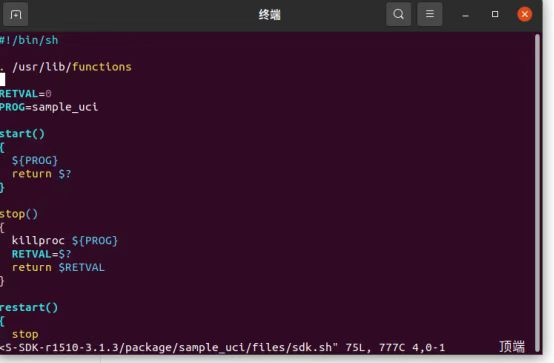 终端
#!/bin/sh
. /usr/lib/functions
RETVAL=0
PROG=sample_uci
start()
{
${PROG}
return $?
}
stop()
{
killproc ${PROG}
RETVAL=$?
return $RETVAL
}
restart()
{
stop
<S-SDK-r1510-3.1.3/package/sample_uci/files/sdk.sh" 75L, 777C 4,0-1 顶端